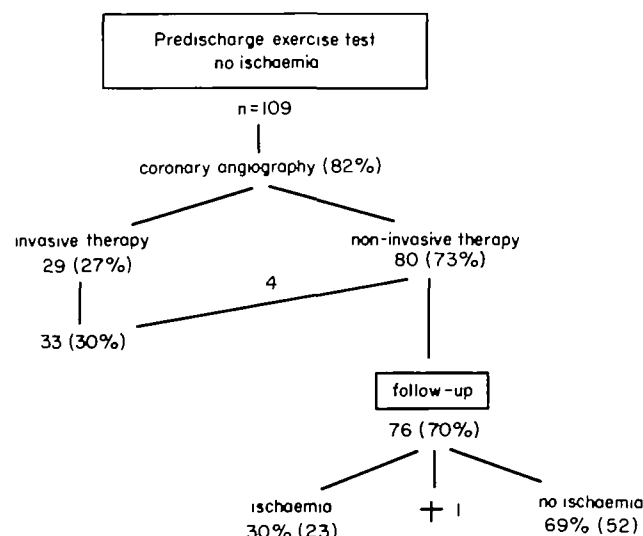 Predischarge exercise test
no ischaemia
n=109
coronary angiography (82%)
invasive therapy
29 (27%)
non-invasive therapy
80 (73%)
4
33 (30%)
follow-up
76 (70%)
ischaemia
30% (23)
+ 1
no ischaemia
69% (52)